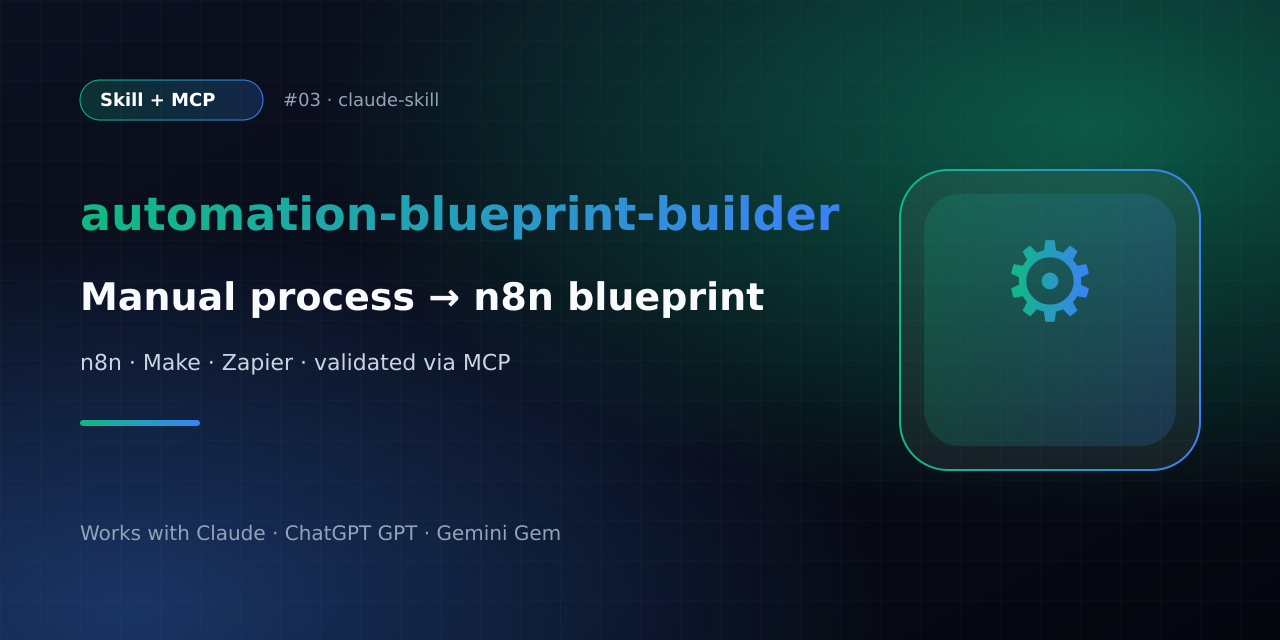 Skill + MCP
#03 · claude-skill
automation-blueprint-builder
Manual process → n8n blueprint
n8n · Make · Zapier · validated via MCP
Works with Claude · ChatGPT GPT · Gemini Gem